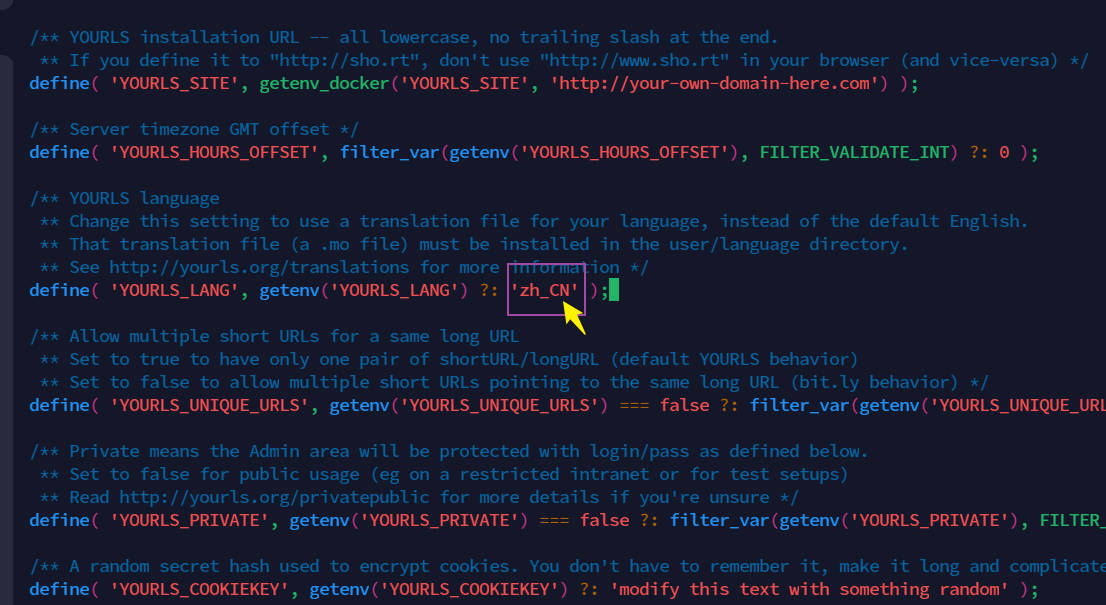 /** YOURLS installation URL -- all lowercase, no trailing slash at the end.
 ** If you define it to "http://sho.rt", don't use "http://www.sho.rt" in your browser (and vice-versa) */
define( 'YOURLS_SITE', getenv_docker('YOURLS_SITE', 'http://your-own-domain-here.com') );
/** Server timezone GMT offset */
define( 'YOURLS_HOURS_OFFSET', filter_var(getenv('YOURLS_HOURS_OFFSET'), FILTER_VALIDATE_INT) ?: 0 );
/** YOURLS language
 ** Change this setting to use a translation file for your language, instead of the default English.
 ** That translation file (a .mo file) must be installed in the user/language directory.
 ** See http://yourls.org/translations for more information */
define( 'YOURLS_LANG', getenv('YOURLS_LANG') ?: 'zh_CN' );
/** Allow multiple short URLs for a same long URL
 ** Set to true to have only one pair of shortURL/longURL (default YOURLS behavior)
 ** Set to false to allow multiple short URLs pointing to the same long URL (bit.ly behavior) */
define( 'YOURLS_UNIQUE_URLS', getenv('YOURLS_UNIQUE_URLS') === false ?: filter_var(getenv('YOURLS_UNIQUE_URL
/** Private means the Admin area will be protected with login/pass as defined below.
 ** Set to false for public usage (eg on a restricted intranet or for test setups)
 ** Read http://yourls.org/privatepublic for more details if you're unsure */
define( 'YOURLS_PRIVATE', getenv('YOURLS_PRIVATE') === false ?: filter_var(getenv('YOURLS_PRIVATE'), FILTER_
/** A random secret hash used to encrypt cookies. You don't have to remember it, make it long and complicate
define( 'YOURLS_COOKIEKEY', getenv('YOURLS_COOKIEKEY') ?: 'modify this text with something random' );